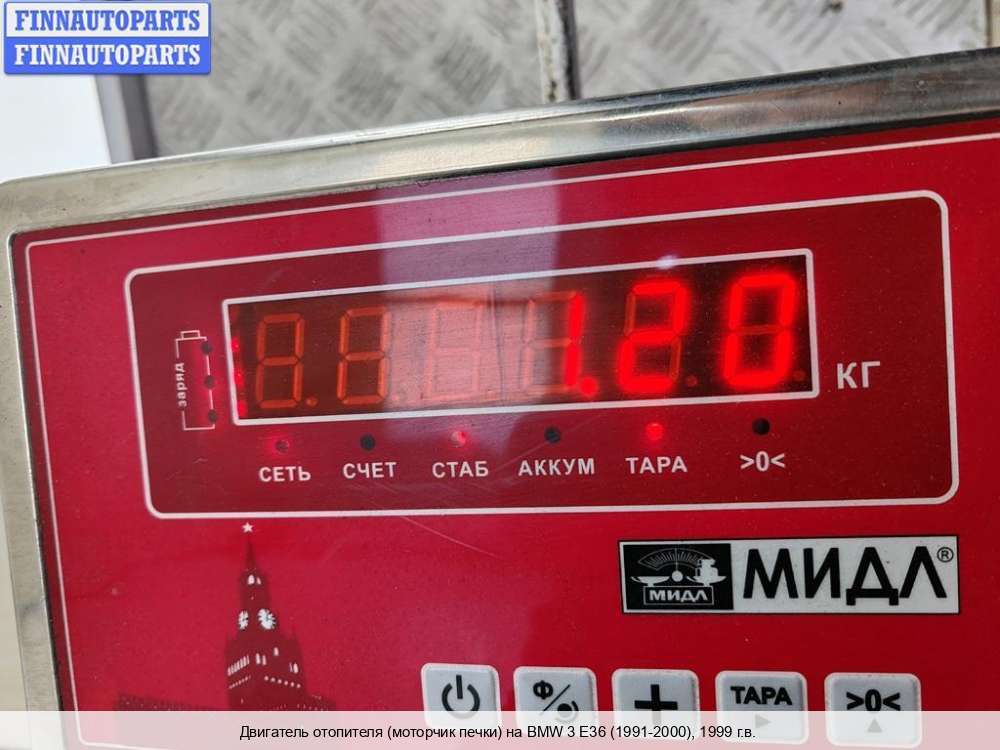 FINNAUTOPARTS
FINNAUTOPARTS
1.20
КГ
заряд
СЕТЬ СЧЕТ СТАБ АККУМ ТАРА >0<
МИДЛ МИДЛ®
Ф ТАРА >0<
Двигатель отопителя (моторчик печки) на BMW 3 E36 (1991-2000), 1999 г.в.